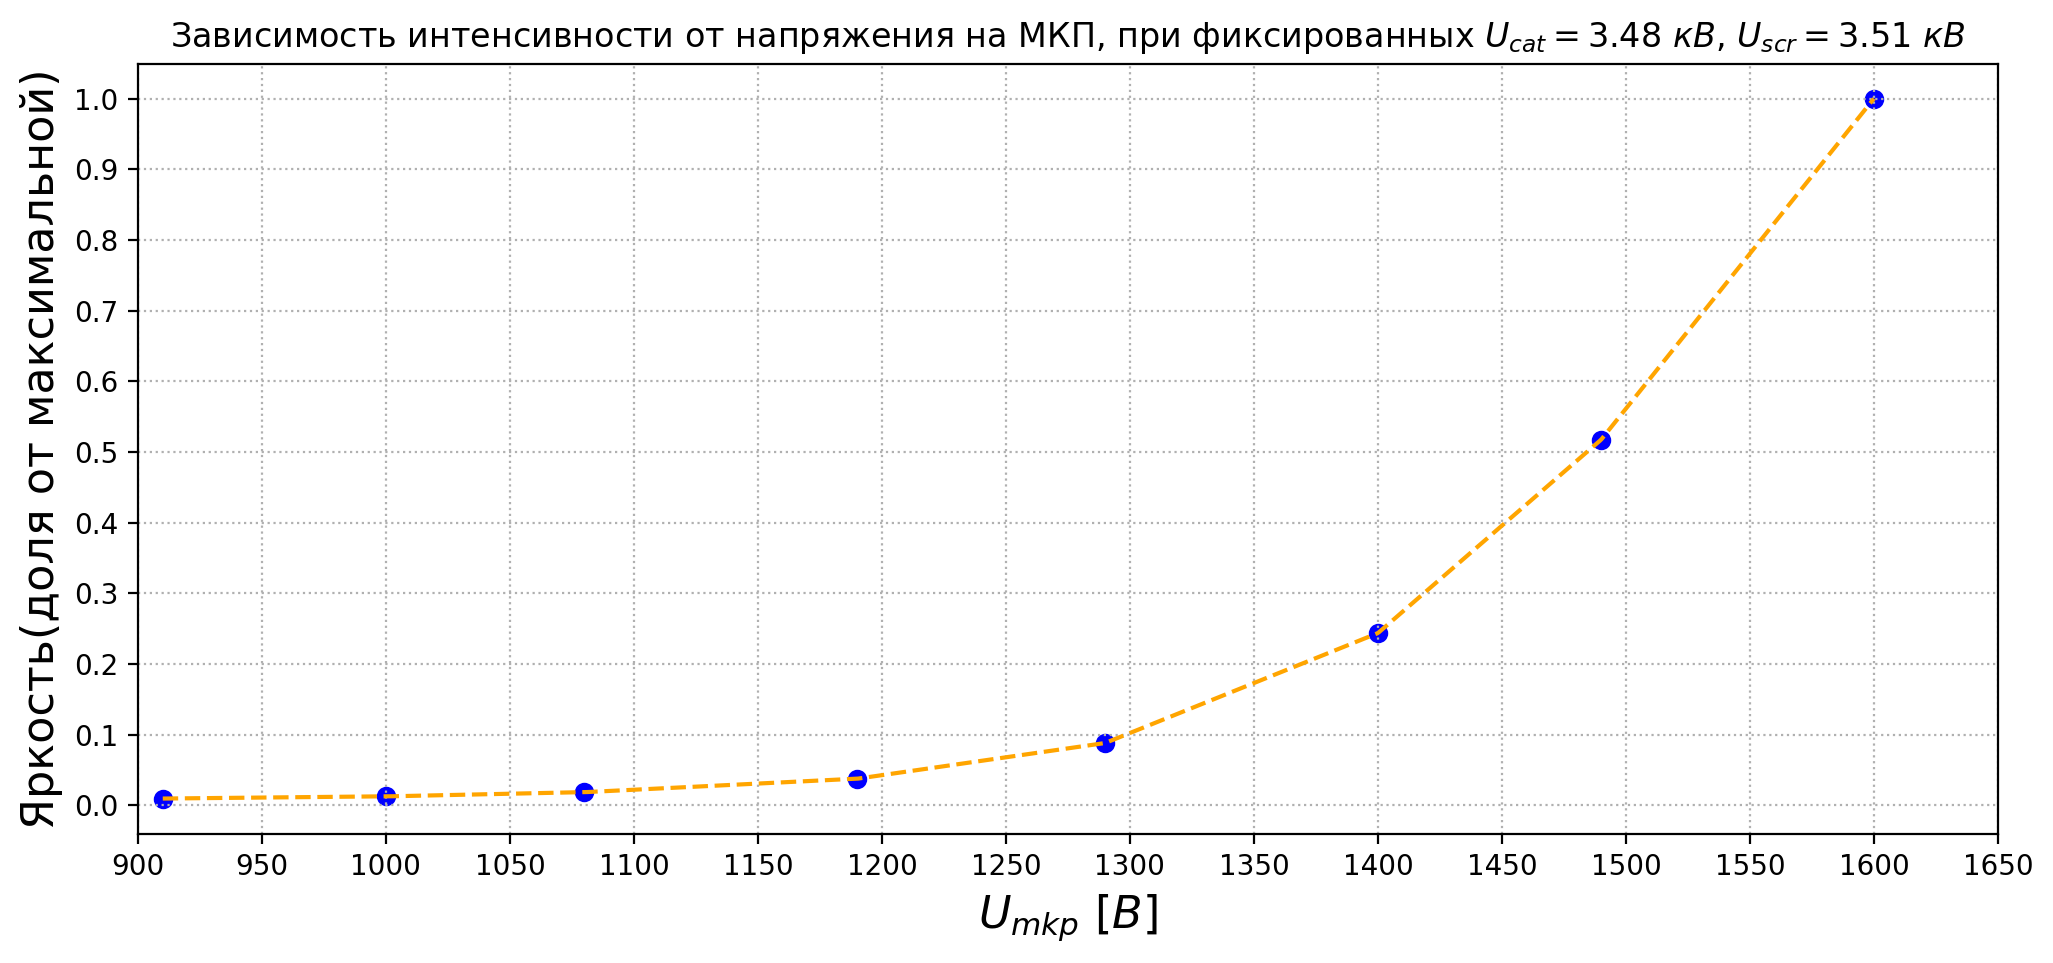 Зависимость интенсивности от напряжения на МКП, при фиксированных U_cat = 3.48 кВ, U_scr = 3.51 кВ
Яркость(доля от максимальной)
1.0
0.9
0.8
0.7
0.6
0.5
0.4
0.3
0.2
0.1
0.0
900 950 1000 1050 1100 1150 1200 1250 1300 1350 1400 1450 1500 1550 1600 1650
U_mkp [В]